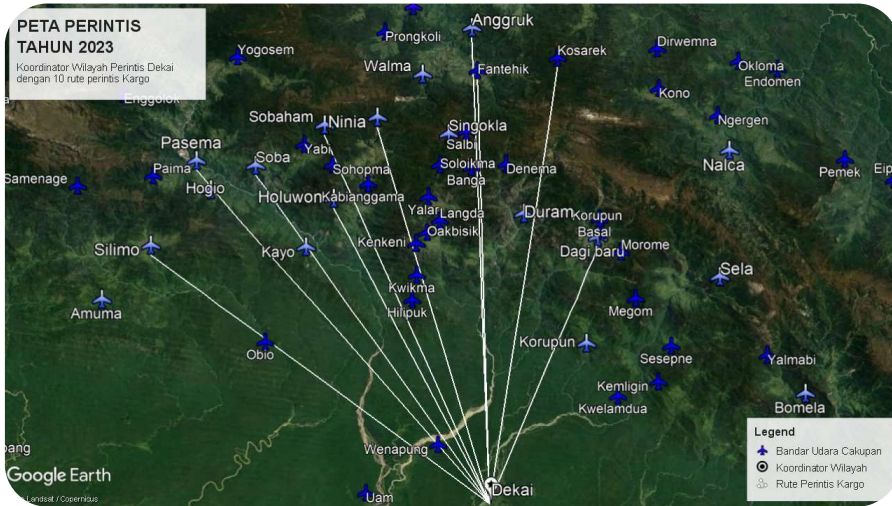 PETA PERINTIS
TAHUN 2023
Koordinator Wilayah Perintis Dekai
dengan 10 rute perintis Kargo
Anggruk
Prongkoli
Yogosem
Walma
Fantehik
Kosarek
Dirwemna
Okloma
Endomen
Kono
Enggolok
Ngergen
Sobaham
Ninia
Singokla
Salbi
Pasema
Yabi
Soba
Sohopma
Soloikma
Banga
Denema
Nalca
Pemek
Eip
Samenage
Paima
Hogio
Holuwon
Kabianggama
Yalar
Langda
Oakbisik
Duram
Korupun
Basal
Dagi baru
Morome
Silimo
Kayo
Kenkeni
Sela
Kwikma
Hilipuk
Amuma
Megom
Obio
Korupun
Sesepne
Yalmabi
Kemligin
Kwelamdua
Bomela
Wenapung
Dekai
Uam
bang
Legend
Bandar Udara Cakupan
Koordinator Wilayah
Rute Perintis Kargo
Google Earth
Landsat / Copernicus